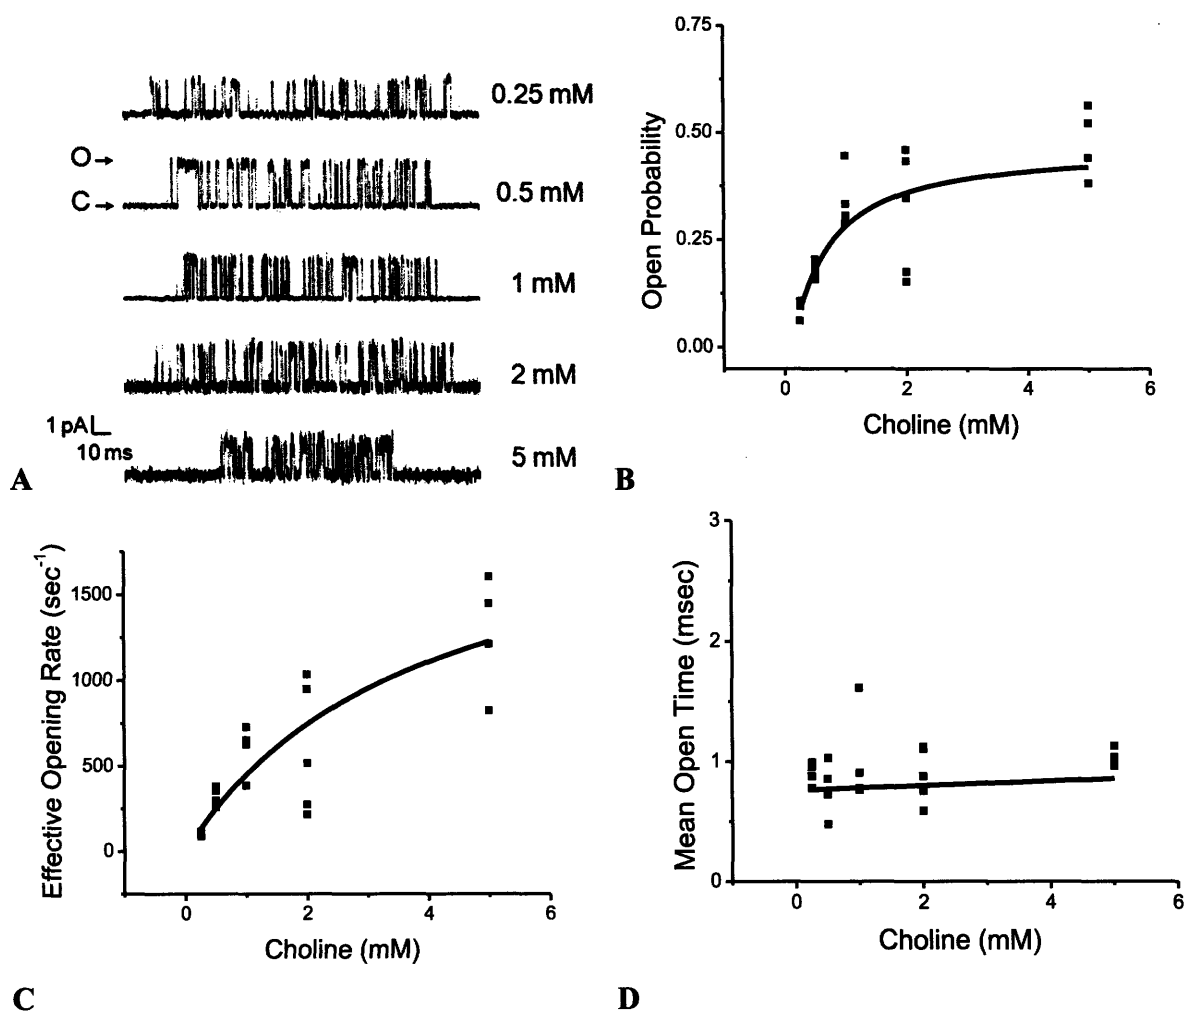 0.25 mM
O→
C→
0.5 mM
1 mM
2 mM
1 pA
10 ms
5 mM
A
0.75
0.50
0.25
0.00
Open Probability
0 2 4 6
Choline (mM)
B
1500
1000
500
0
Effective Opening Rate (sec⁻¹)
0 2 4 6
Choline (mM)
C
3
2
1
0
Mean Open Time (msec)
0 2 4 6
Choline (mM)
D